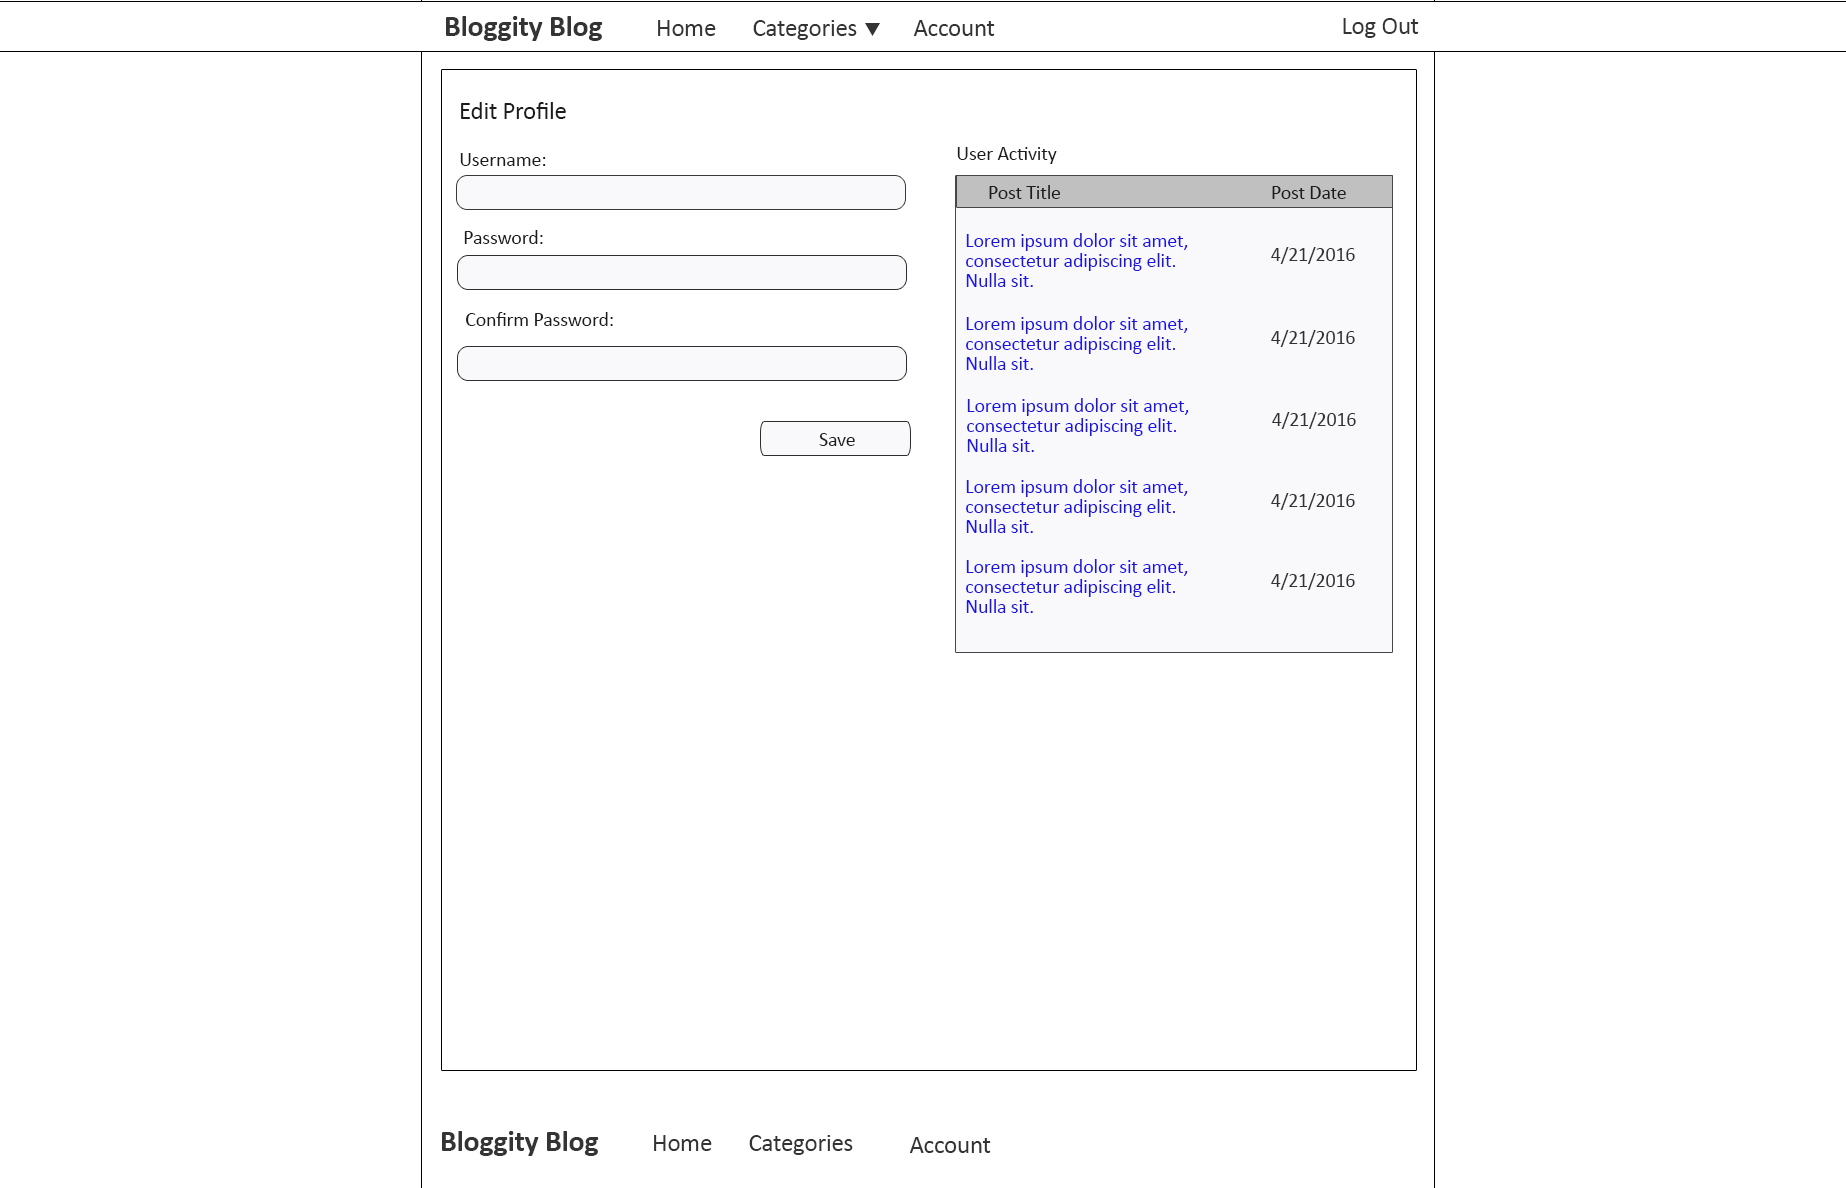 Bloggity Blog Home Categories ▼ Account Log Out
Edit Profile
Username:
Password:
Confirm Password:
Save
User Activity
Post Title Post Date
Lorem ipsum dolor sit amet,
consectetur adipiscing elit.
Nulla sit.
4/21/2016
Lorem ipsum dolor sit amet,
consectetur adipiscing elit.
Nulla sit.
4/21/2016
Lorem ipsum dolor sit amet,
consectetur adipiscing elit.
Nulla sit.
4/21/2016
Lorem ipsum dolor sit amet,
consectetur adipiscing elit.
Nulla sit.
4/21/2016
Lorem ipsum dolor sit amet,
consectetur adipiscing elit.
Nulla sit.
4/21/2016
Bloggity Blog Home Categories Account